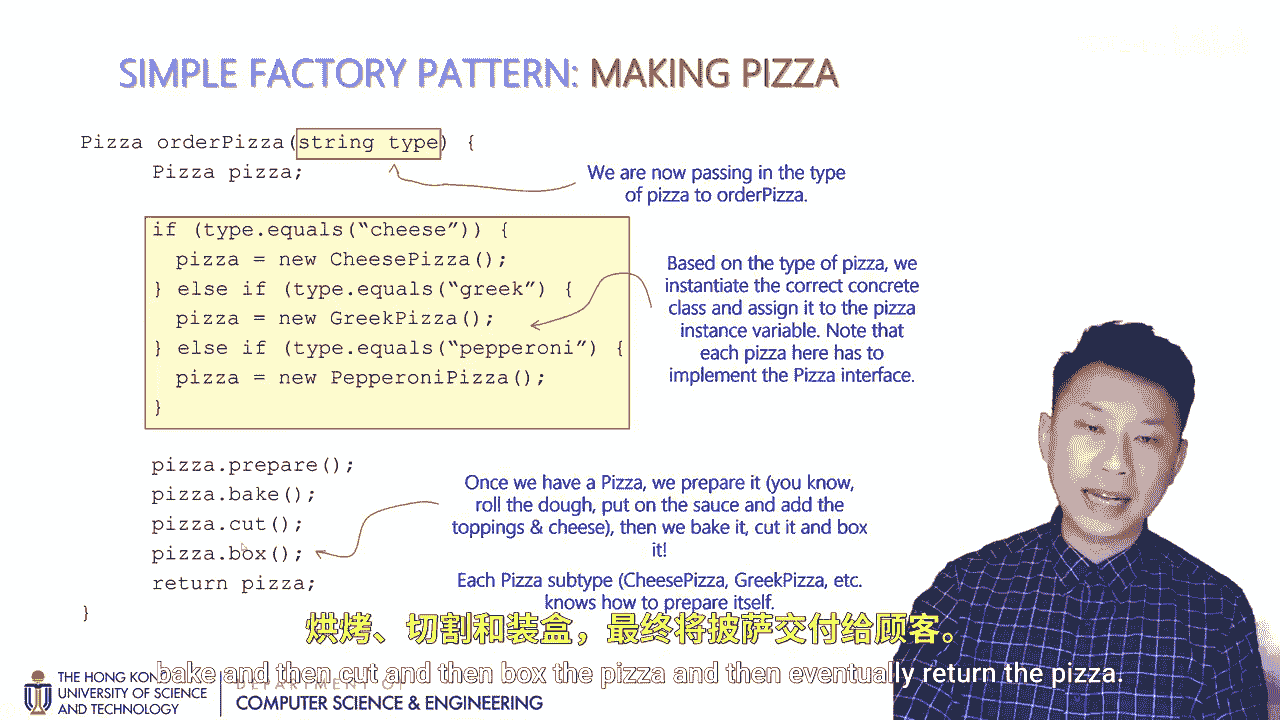 SIMPLE FACTORY PATTERN: MAKING PIZZA
Pizza orderPizza(string type) {
Pizza pizza;
We are now passing in the type
of pizza to orderPizza.
if (type.equals(“cheese”)) {
pizza = new CheesePizza();
} else if (type.equals(“greek”) {
pizza = new GreekPizza();
} else if (type.equals(“pepperoni”) {
pizza = new PepperoniPizza();
}
Based on the type of pizza, we
instantiate the correct concrete
class and assign it to the pizza
instance variable. Note that
each pizza here has to
implement the Pizza interface.
pizza.prepare();
pizza.bake();
pizza.cut();
pizza.box();
return pizza;
}
Once we have a Pizza, we prepare it (you know,
roll the dough, put on the sauce and add the
toppings & cheese), then we bake it, cut it and box
it!
Each Pizza subtype (CheesePizza, GreekPizza, etc.
knows how to prepare itself.
烘烤、切割和装盒，最终将披萨交付给顾客。
bake and then cut and then box the pizza and then eventually return the pizza.
THE HONG KONG
UNIVERSITY OF SCIENCE
AND TECHNOLOGY
DEPARTMENT OF
COMPUTER SCIENCE & ENGINEERING